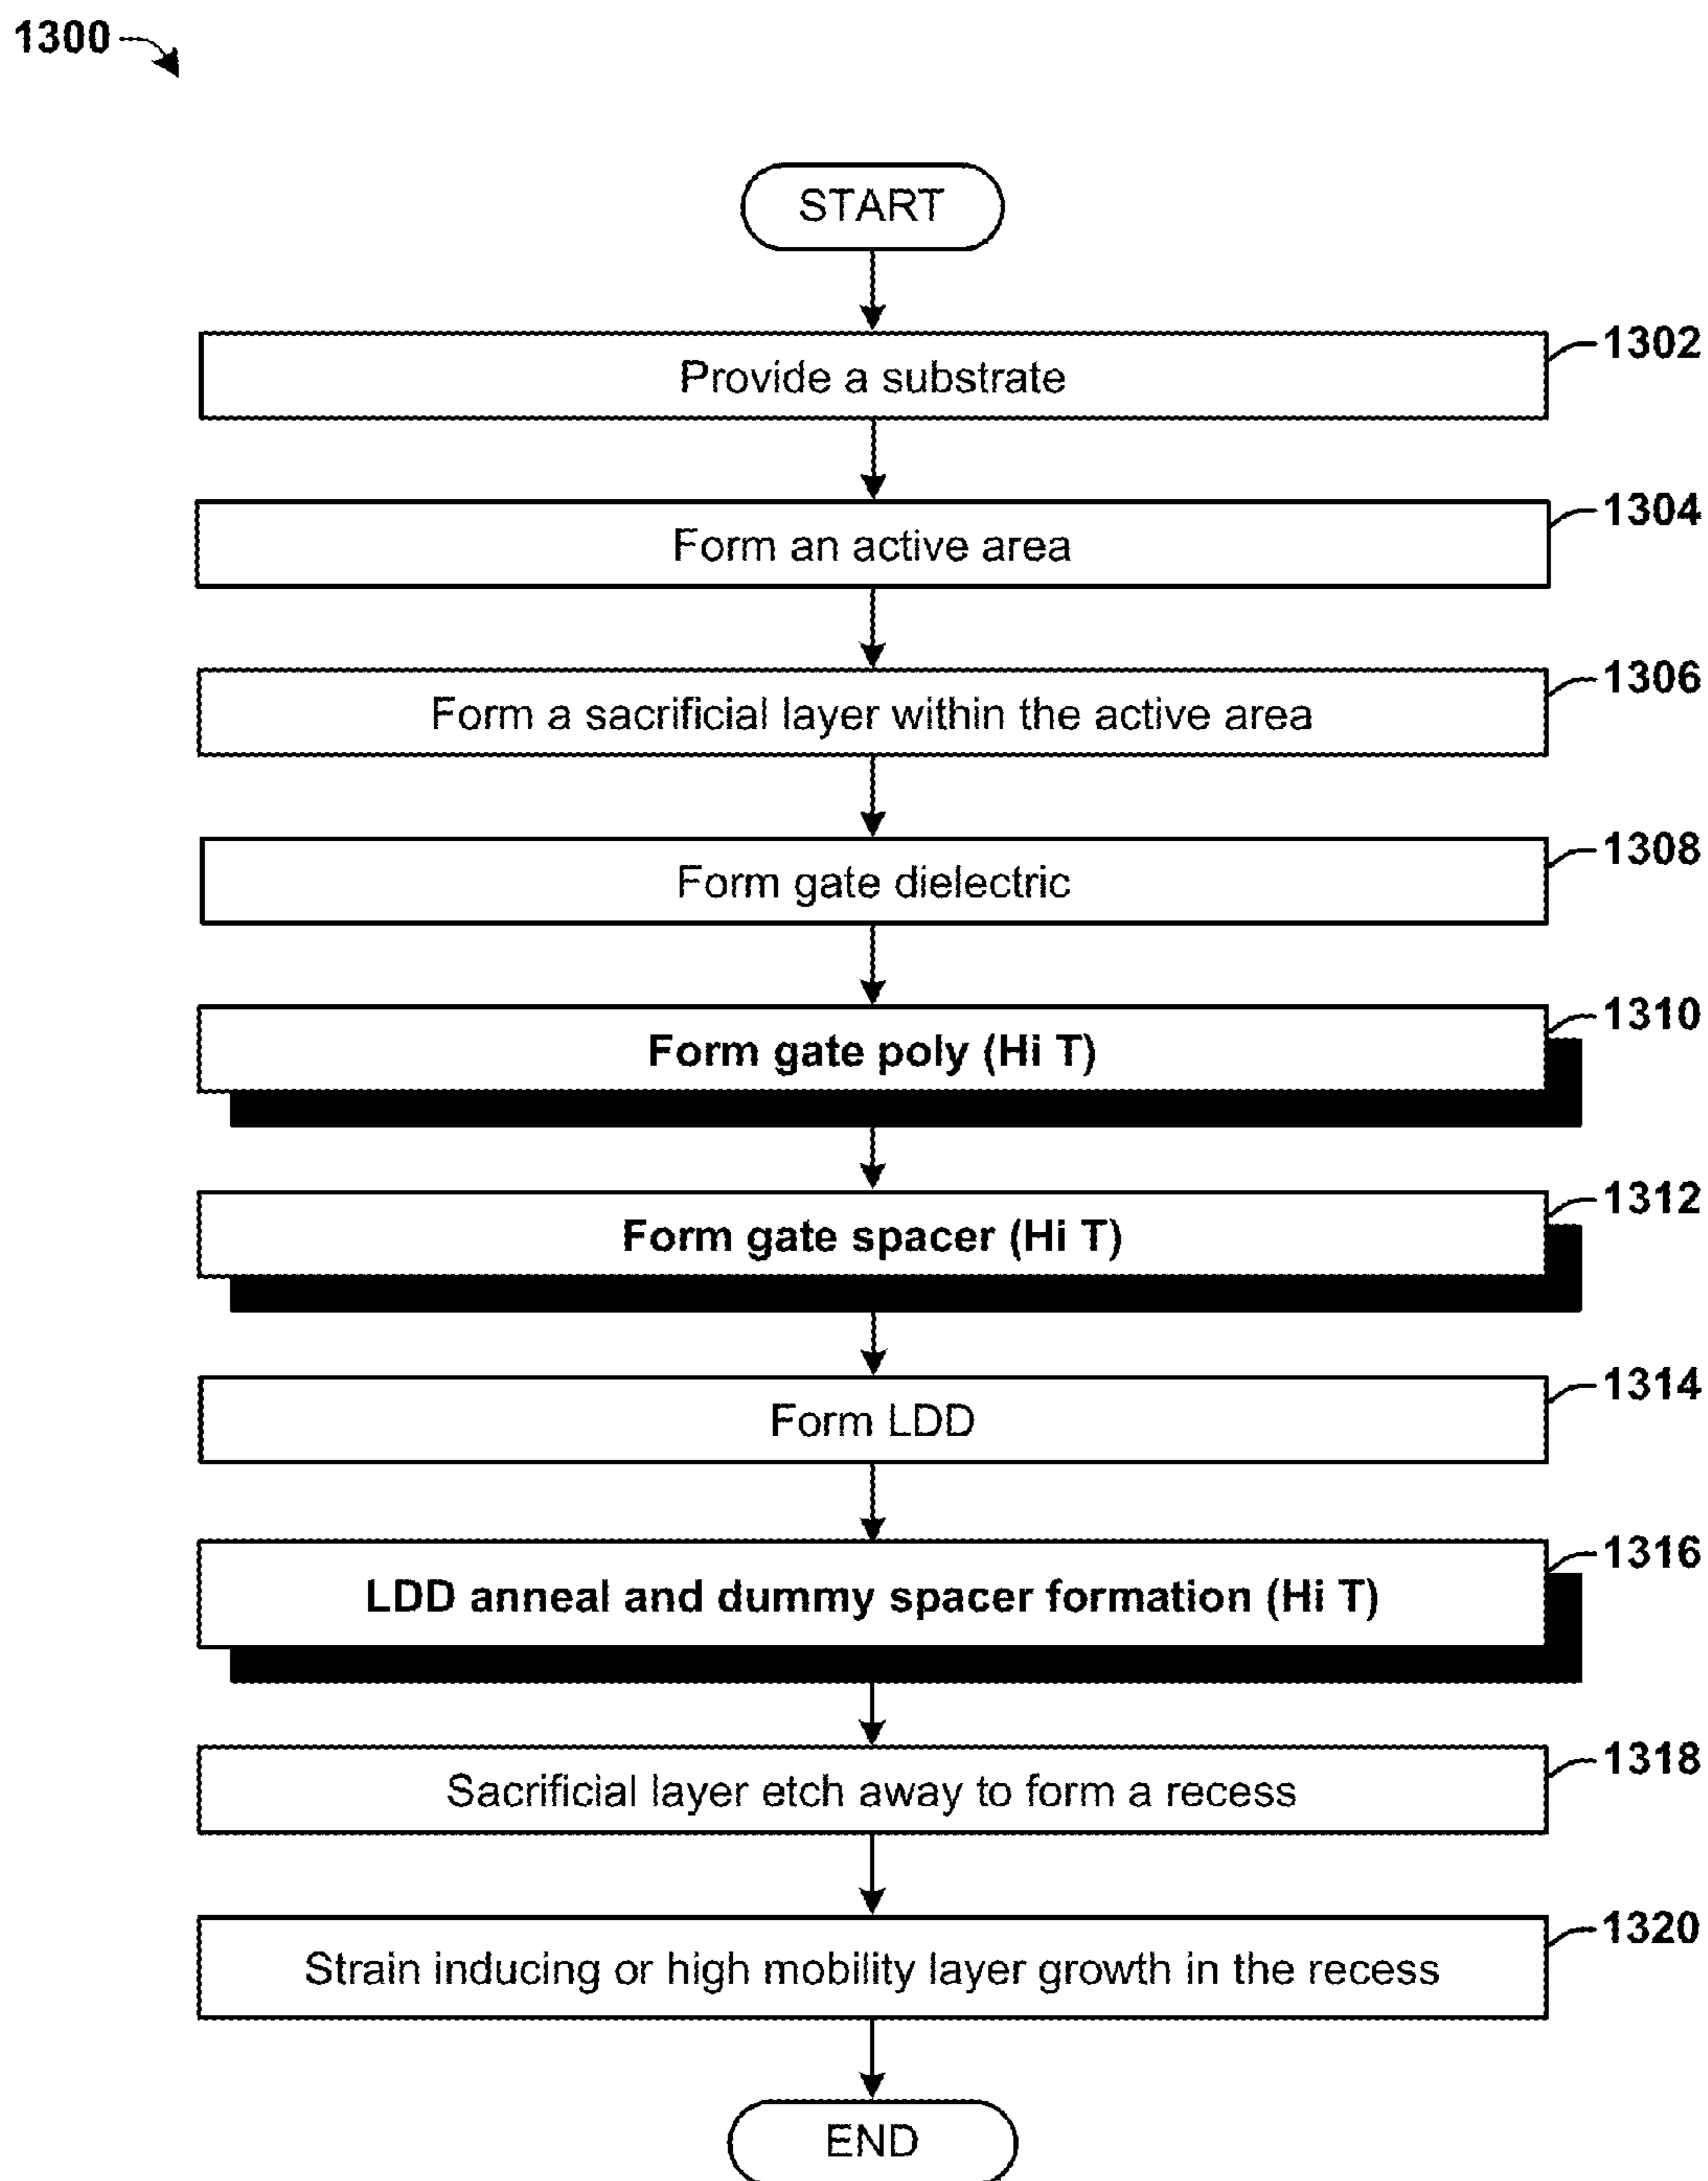 1300
START
Provide a substrate
1302
Form an active area
1304
Form a sacrificial layer within the active area
1306
Form gate dielectric
1308
Form gate poly (Hi T)
1310
Form gate spacer (Hi T)
1312
Form LDD
1314
LDD anneal and dummy spacer formation (Hi T)
1316
Sacrificial layer etch away to form a recess
1318
Strain inducing or high mobility layer growth in the recess
1320
END